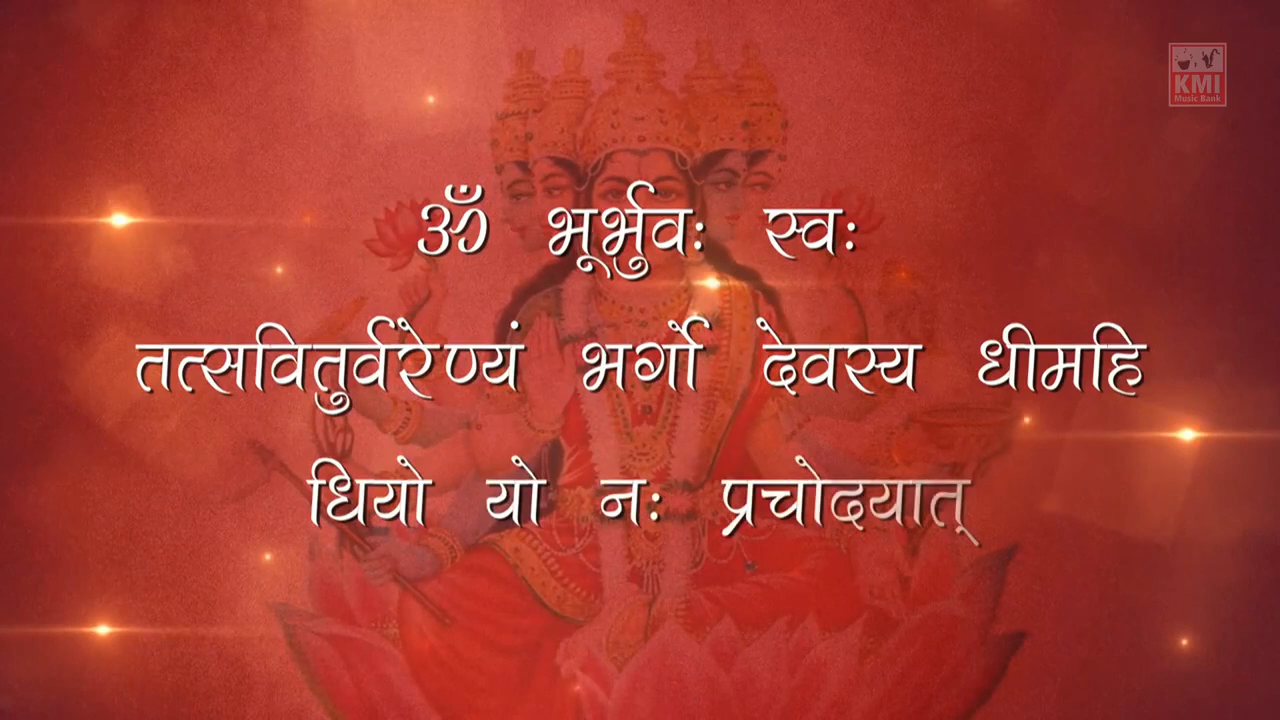 KMI
Music Bank
ॐ भूर्भुवः स्वः
तत्सवितुर्वरेण्यं भर्गो देवस्य धीमहि
धियो यो नः प्रचोदयात्